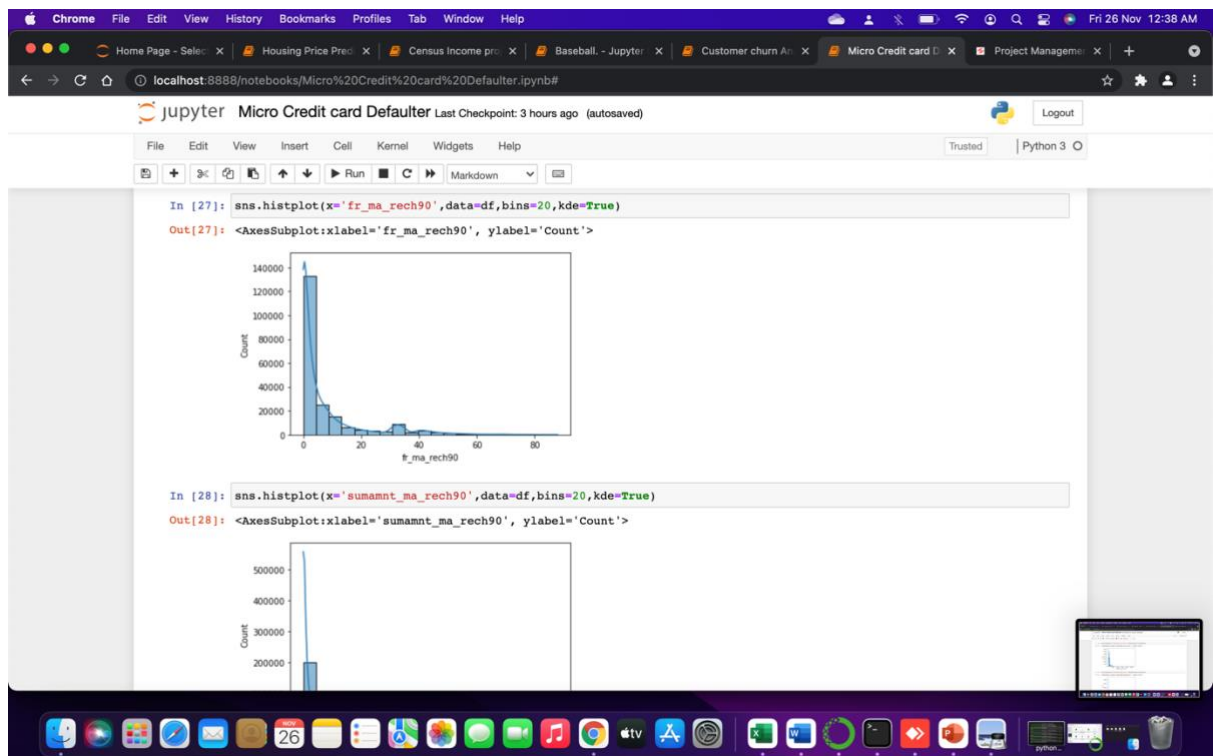 Chrome File Edit View History Bookmarks Profiles Tab Window Help Fri 26 Nov 12:38 AM
Home Page - Selec Housing Price Pred Census Income pro Baseball. - Jupyter Customer churn An Micro Credit card D Project Manageme
localhost:8888/notebooks/Micro%20Credit%20card%20Defaulter.ipynb#
jupyter Micro Credit card Defaulter Last Checkpoint: 3 hours ago (autosaved) Logout
File Edit View Insert Cell Kernel Widgets Help Trusted Python 3
Run Markdown
In [27]: sns.histplot(x='fr_ma_rech90',data=df,bins=20,kde=True)
Out[27]: <AxesSubplot:xlabel='fr_ma_rech90', ylabel='Count'>
140000
120000
100000
80000
60000
40000
20000
0
Count
0 20 40 60 80
fr_ma_rech90
In [28]: sns.histplot(x='sumamnt_ma_rech90',data=df,bins=20,kde=True)
Out[28]: <AxesSubplot:xlabel='sumamnt_ma_rech90', ylabel='Count'>
500000
400000
300000
200000
Count
NOV
26
tv
python